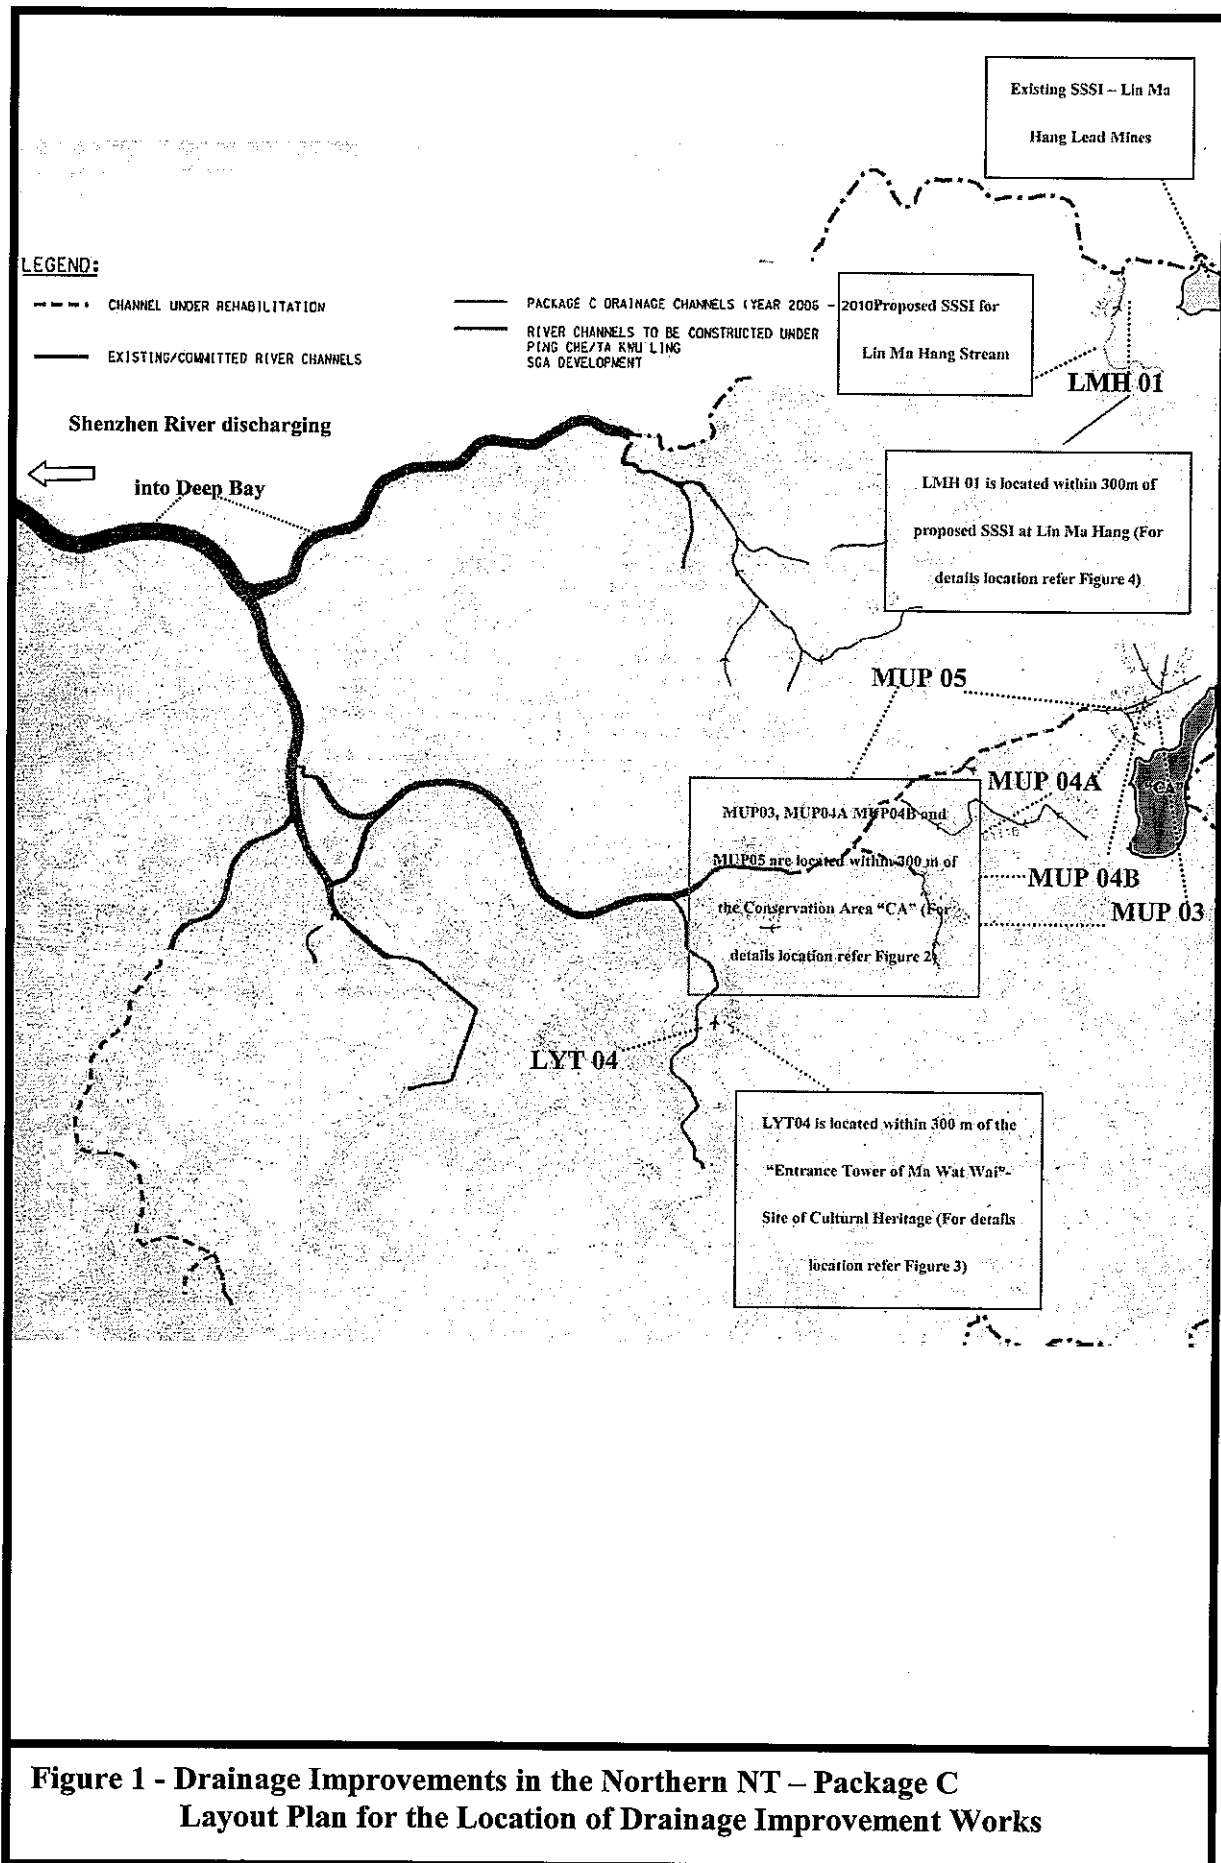 Existing SSSI – Lin Ma
Hang Lead Mines
LEGEND:
CHANNEL UNDER REHABILITATION
EXISTING/COMMITTED RIVER CHANNELS
PACKAGE C DRAINAGE CHANNELS (YEAR 2006 - 2010
RIVER CHANNELS TO BE CONSTRUCTED UNDER
PING CHE/TA KWU LING
SGA DEVELOPMENT
Proposed SSSI for
Lin Ma Hang Stream
LMH 01
Shenzhen River discharging
into Deep Bay
LMH 01 is located within 300m of
proposed SSSI at Lin Ma Hang (For
details location refer Figure 4)
MUP 05
MUP 04A
"CA"
MUP03, MUP04A MUP04B and
MUP05 are located within 300 m of
the Conservation Area “CA” (For
details location refer Figure 2)
MUP 04B
MUP 03
LYT 04
LYT04 is located within 300 m of the
“Entrance Tower of Ma Wat Wai”-
Site of Cultural Heritage (For details
location refer Figure 3)
Figure 1 - Drainage Improvements in the Northern NT – Package C
Layout Plan for the Location of Drainage Improvement Works